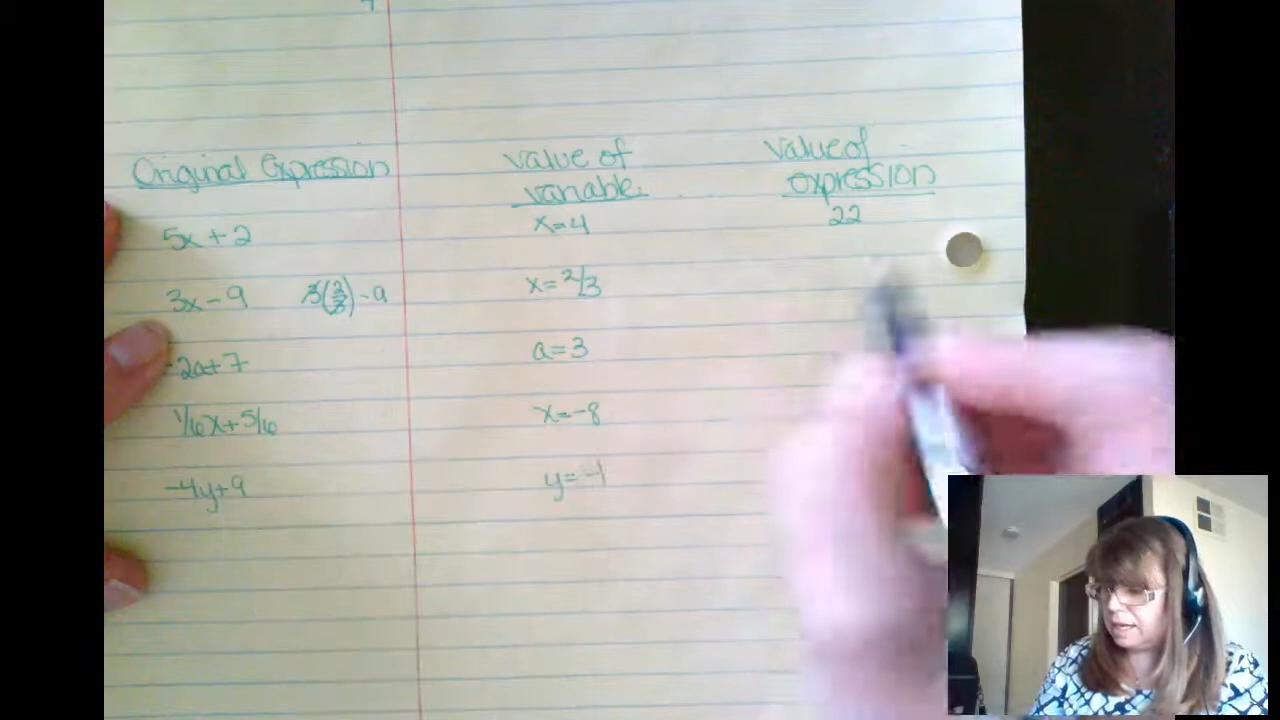 Original Expression
value of
variable
value of
expression
5x + 2
x = 4
22
3x - 9
3(2/3) - 9
x = 2/3
-2a + 7
a = 3
1/6 x + 5/6
x = -8
-4y + 9
y = -1